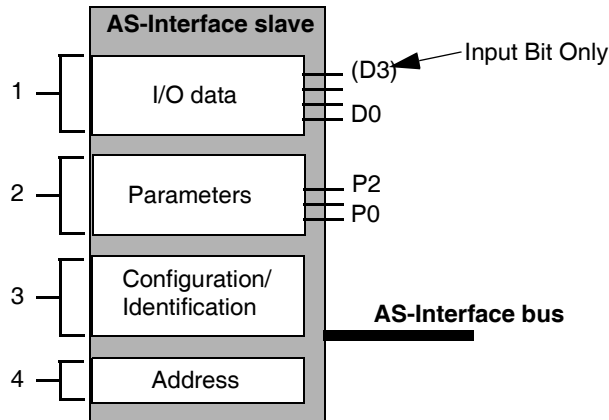 AS-Interface slave
1
I/O data
(D3)
Input Bit Only
D0
2
Parameters
P2
P0
3
Configuration/
Identification
AS-Interface bus
4
Address